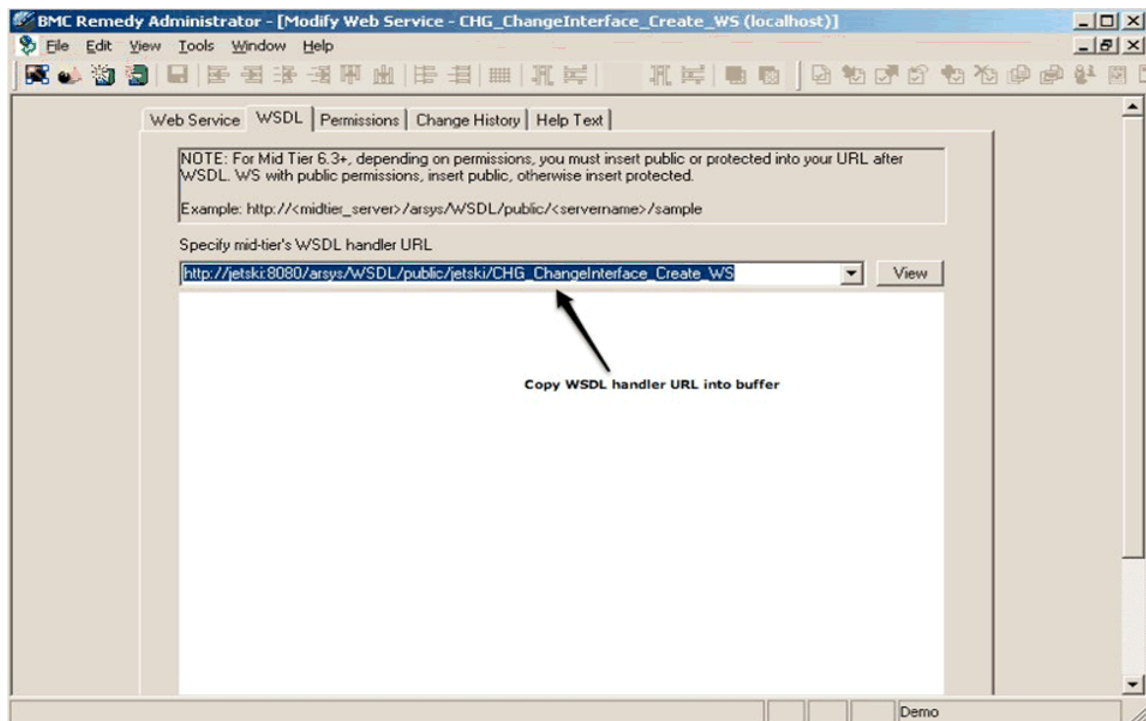 BMC Remedy Administrator - [Modify Web Service - CHG_ChangeInterface_Create_WS (localhost)]
File Edit View Tools Window Help
Web Service WSDL Permissions Change History Help Text
NOTE: For Mid Tier 6.3+, depending on permissions, you must insert public or protected into your URL after
WSDL. WS with public permissions, insert public, otherwise insert protected.
Example: http://<midtier_server>/arsys/WSDL/public/<servername>/sample
Specify mid-tier's WSDL handler URL
http://jetski:8080/arsys/WSDL/public/jetski/CHG_ChangeInterface_Create_WS View
Copy WSDL handler URL into buffer
Demo